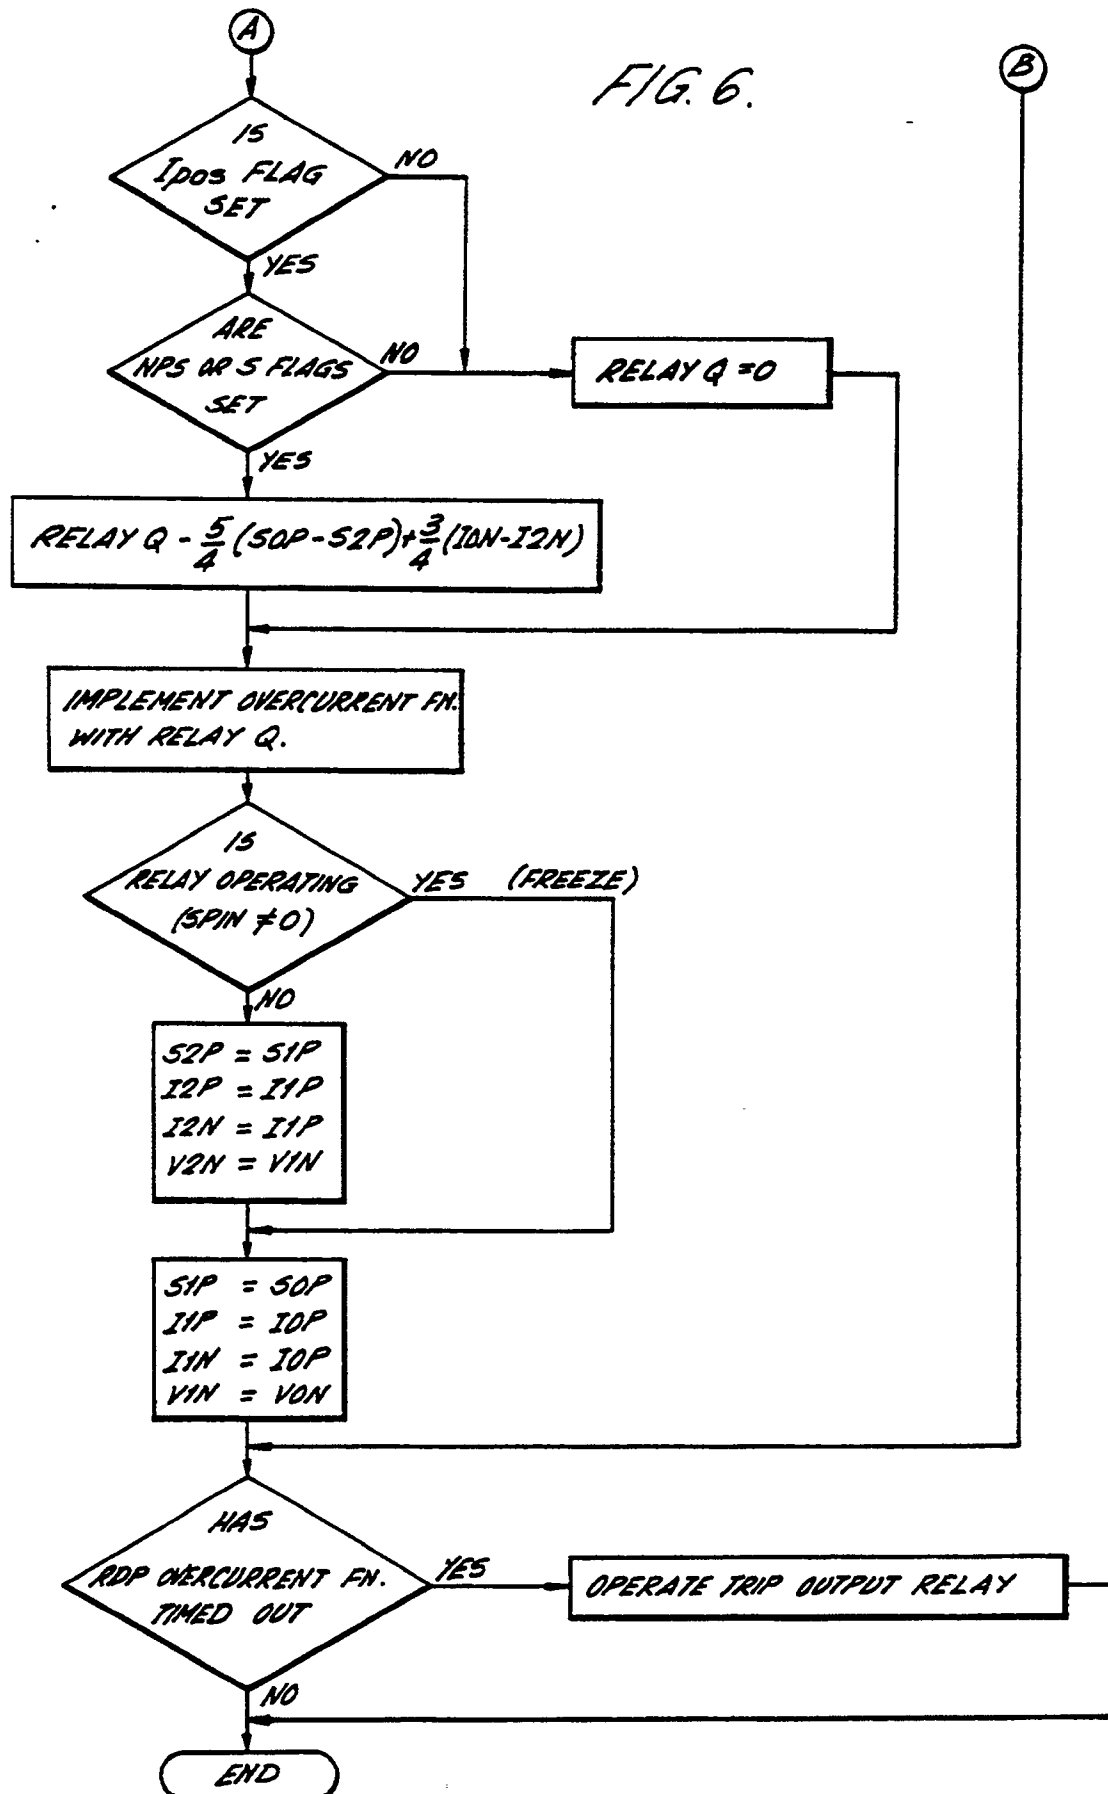 A
FIG. 6.
B
IS
Ipos FLAG
SET
NO
YES
ARE
NPS OR S FLAGS
SET
NO
RELAY Q = 0
YES
RELAY Q - 5/4 (S0P-S2P)+3/4 (I0N-I2N)
IMPLEMENT OVERCURRENT FN.
WITH RELAY Q.
IS
RELAY OPERATING
(SPIN ≠ 0)
YES (FREEZE)
NO
S2P = S1P
I2P = I1P
I2N = I1P
V2N = V1N
S1P = S0P
I1P = I0P
I1N = I0P
V1N = V0N
HAS
RDP OVERCURRENT FN.
TIMED OUT
YES
OPERATE TRIP OUTPUT RELAY
NO
END